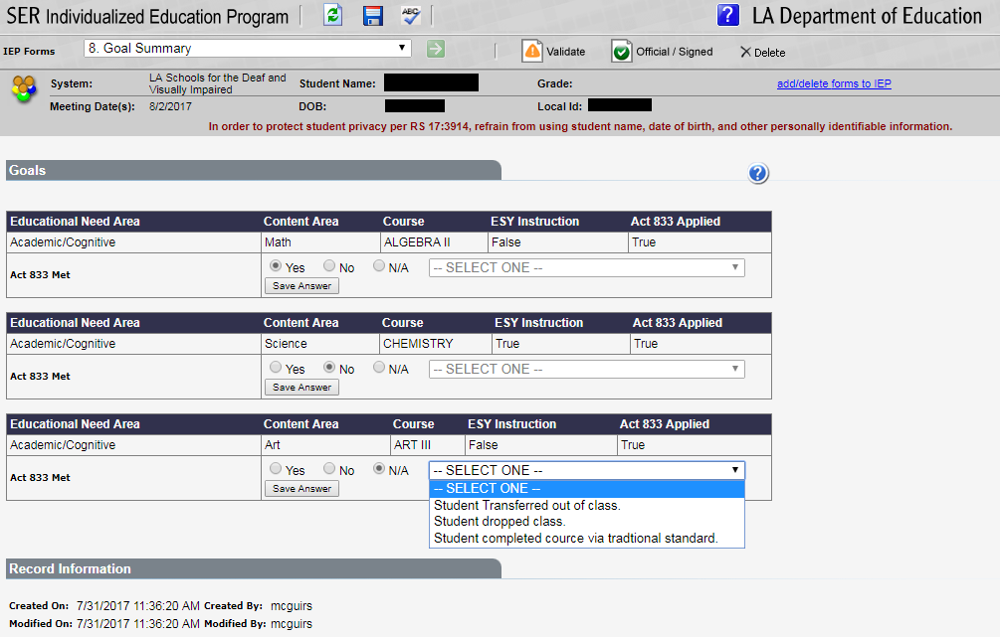 SER Individualized Education Program ABC ? LA Department of Education
IEP Forms 8. Goal Summary Validate Official / Signed Delete
System: LA Schools for the Deaf and Visually Impaired Student Name: Grade: add/delete forms to IEP
Meeting Date(s): 8/2/2017 DOB: Local Id:
In order to protect student privacy per RS 17:3914, refrain from using student name, date of birth, and other personally identifiable information.
Goals ?
Educational Need Area Content Area Course ESY Instruction Act 833 Applied
Academic/Cognitive Math ALGEBRA II False True
Act 833 Met Yes No N/A -- SELECT ONE --
Save Answer
Educational Need Area Content Area Course ESY Instruction Act 833 Applied
Academic/Cognitive Science CHEMISTRY True True
Act 833 Met Yes No N/A -- SELECT ONE --
Save Answer
Educational Need Area Content Area Course ESY Instruction Act 833 Applied
Academic/Cognitive Art ART III False True
Act 833 Met Yes No N/A -- SELECT ONE --
Save Answer -- SELECT ONE --
Student Transferred out of class.
Student dropped class.
Student completed cource via tradtional standard.
Record Information
Created On: 7/31/2017 11:36:20 AM Created By: mcguirs
Modified On: 7/31/2017 11:36:20 AM Modified By: mcguirs